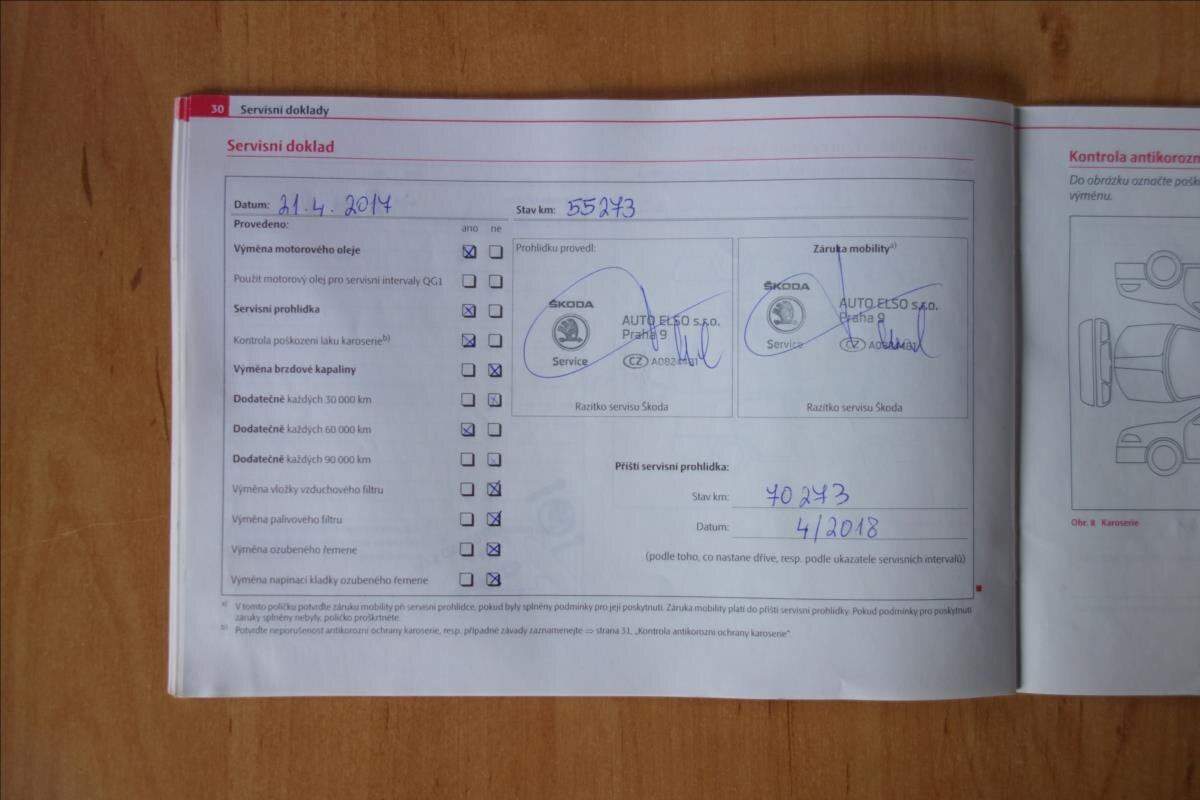 30 Servisní doklady
Servisní doklad
Datum: 21.4.2017 Stav km: 55273
Provedeno: ano ne
Výměna motorového oleje
Použit motorový olej pro servisní intervaly QG1
Servisní prohlídka
Kontrola poškození laku karoserie b)
Výměna brzdové kapaliny
Dodatečně každých 30 000 km
Dodatečně každých 60 000 km
Dodatečně každých 90 000 km
Výměna vložky vzduchového filtru
Výměna palivového filtru
Výměna ozubeného řemene
Výměna napínací kladky ozubeného řemene
Prohlídku provedl:
ŠKODA
Service
AUTO ELSO s.r.o.
Praha 9
CZ
Razítko servisu Škoda
Záruka mobility a)
ŠKODA
Service
AUTO ELSO s.r.o.
Praha 9
CZ
Razítko servisu Škoda
Příští servisní prohlídka:
Stav km: 70273
Datum: 4/2018
(podle toho, co nastane dříve, resp. podle ukazatele servisních intervalů)
a) V tomto políčku potvrďte záruku mobility při servisní prohlídce, pokud byly splněny podmínky pro její poskytnutí. Záruka mobility platí do příští servisní prohlídky. Pokud podmínky pro poskytnutí
záruky splněny nebyly, políčko proškrtněte.
b) Potvrďte neporušenost antikorozní ochrany karoserie, resp. případné závady zaznamenejte ⇒ strana 31, „Kontrola antikorozní ochrany karoserie".
Kontrola antikorozn
Do obrázku označte pošk
výměnu.
Obr. 8 Karoserie